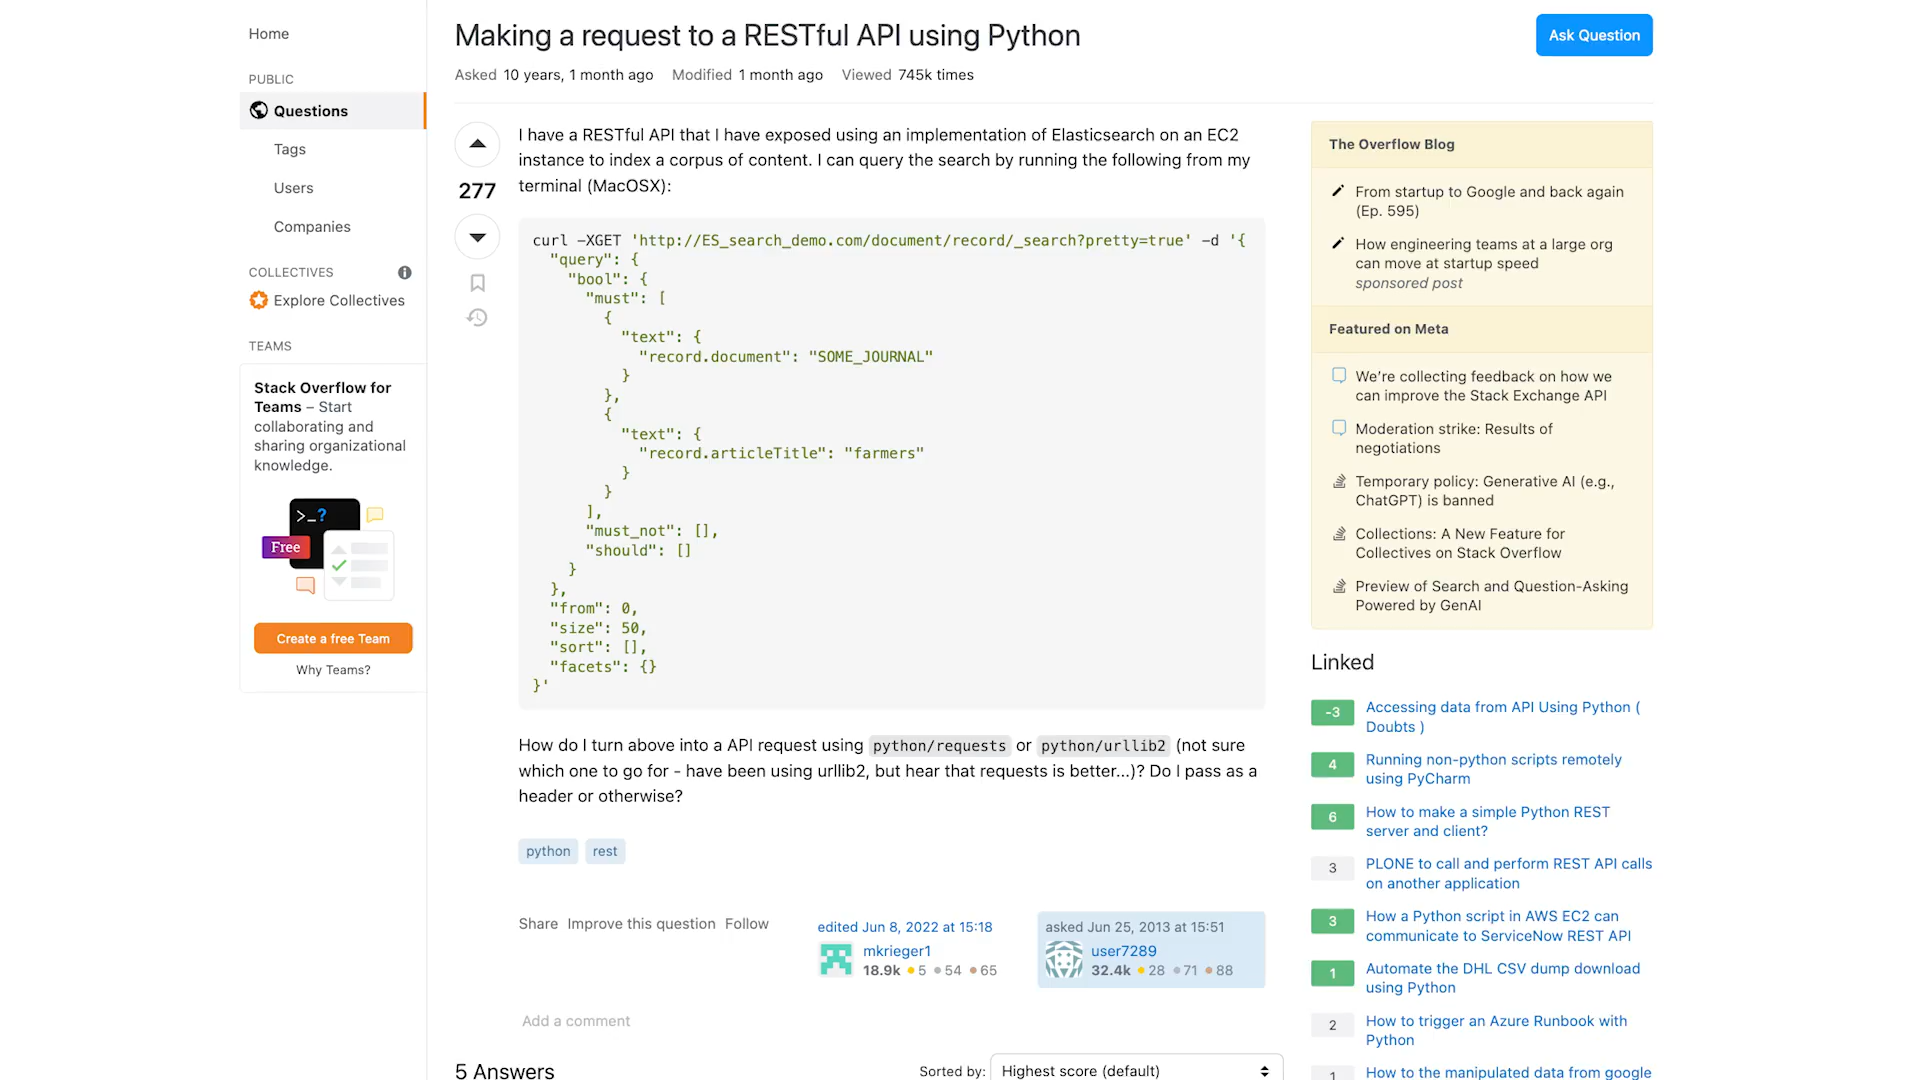 Home
PUBLIC
Questions
Tags
Users
Companies
COLLECTIVES
Explore Collectives
TEAMS
Stack Overflow for
Teams – Start
collaborating and
sharing organizational
knowledge.
>_?
Free
Create a free Team
Why Teams?
Making a request to a RESTful API using Python
Ask Question
Asked 10 years, 1 month ago Modified 1 month ago Viewed 745k times
277
I have a RESTful API that I have exposed using an implementation of Elasticsearch on an EC2
instance to index a corpus of content. I can query the search by running the following from my
terminal (MacOSX):
curl -XGET 'http://ES_search_demo.com/document/record/_search?pretty=true' -d '{
  "query": {
    "bool": {
      "must": [
        {
          "text": {
            "record.document": "SOME_JOURNAL"
          }
        },
        {
          "text": {
            "record.articleTitle": "farmers"
          }
        }
      ],
      "must_not": [],
      "should": []
    }
  },
  "from": 0,
  "size": 50,
  "sort": [],
  "facets": {}
}'
How do I turn above into a API request using python/requests or python/urllib2 (not sure
which one to go for - have been using urllib2, but hear that requests is better...)? Do I pass as a
header or otherwise?
python rest
Share Improve this question Follow
edited Jun 8, 2022 at 15:18
mkrieger1
18.9k 5 54 65
asked Jun 25, 2013 at 15:51
user7289
32.4k 28 71 88
Add a comment
5 Answers
Sorted by: Highest score (default)
The Overflow Blog
From startup to Google and back again
(Ep. 595)
How engineering teams at a large org
can move at startup speed
sponsored post
Featured on Meta
We're collecting feedback on how we
can improve the Stack Exchange API
Moderation strike: Results of
negotiations
Temporary policy: Generative AI (e.g.,
ChatGPT) is banned
Collections: A New Feature for
Collectives on Stack Overflow
Preview of Search and Question-Asking
Powered by GenAI
Linked
-3 Accessing data from API Using Python (
Doubts )
4 Running non-python scripts remotely
using PyCharm
6 How to make a simple Python REST
server and client?
3 PLONE to call and perform REST API calls
on another application
3 How a Python script in AWS EC2 can
communicate to ServiceNow REST API
1 Automate the DHL CSV dump download
using Python
2 How to trigger an Azure Runbook with
Python
1 How to the manipulated data from google